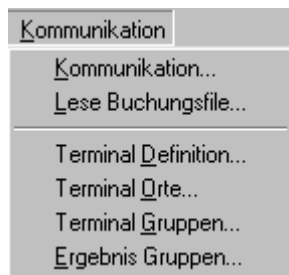 Kommunikation
Kommunikation...
Lese Buchungsfile...
Terminal Definition...
Terminal Orte...
Terminal Gruppen...
Ergebnis Gruppen...